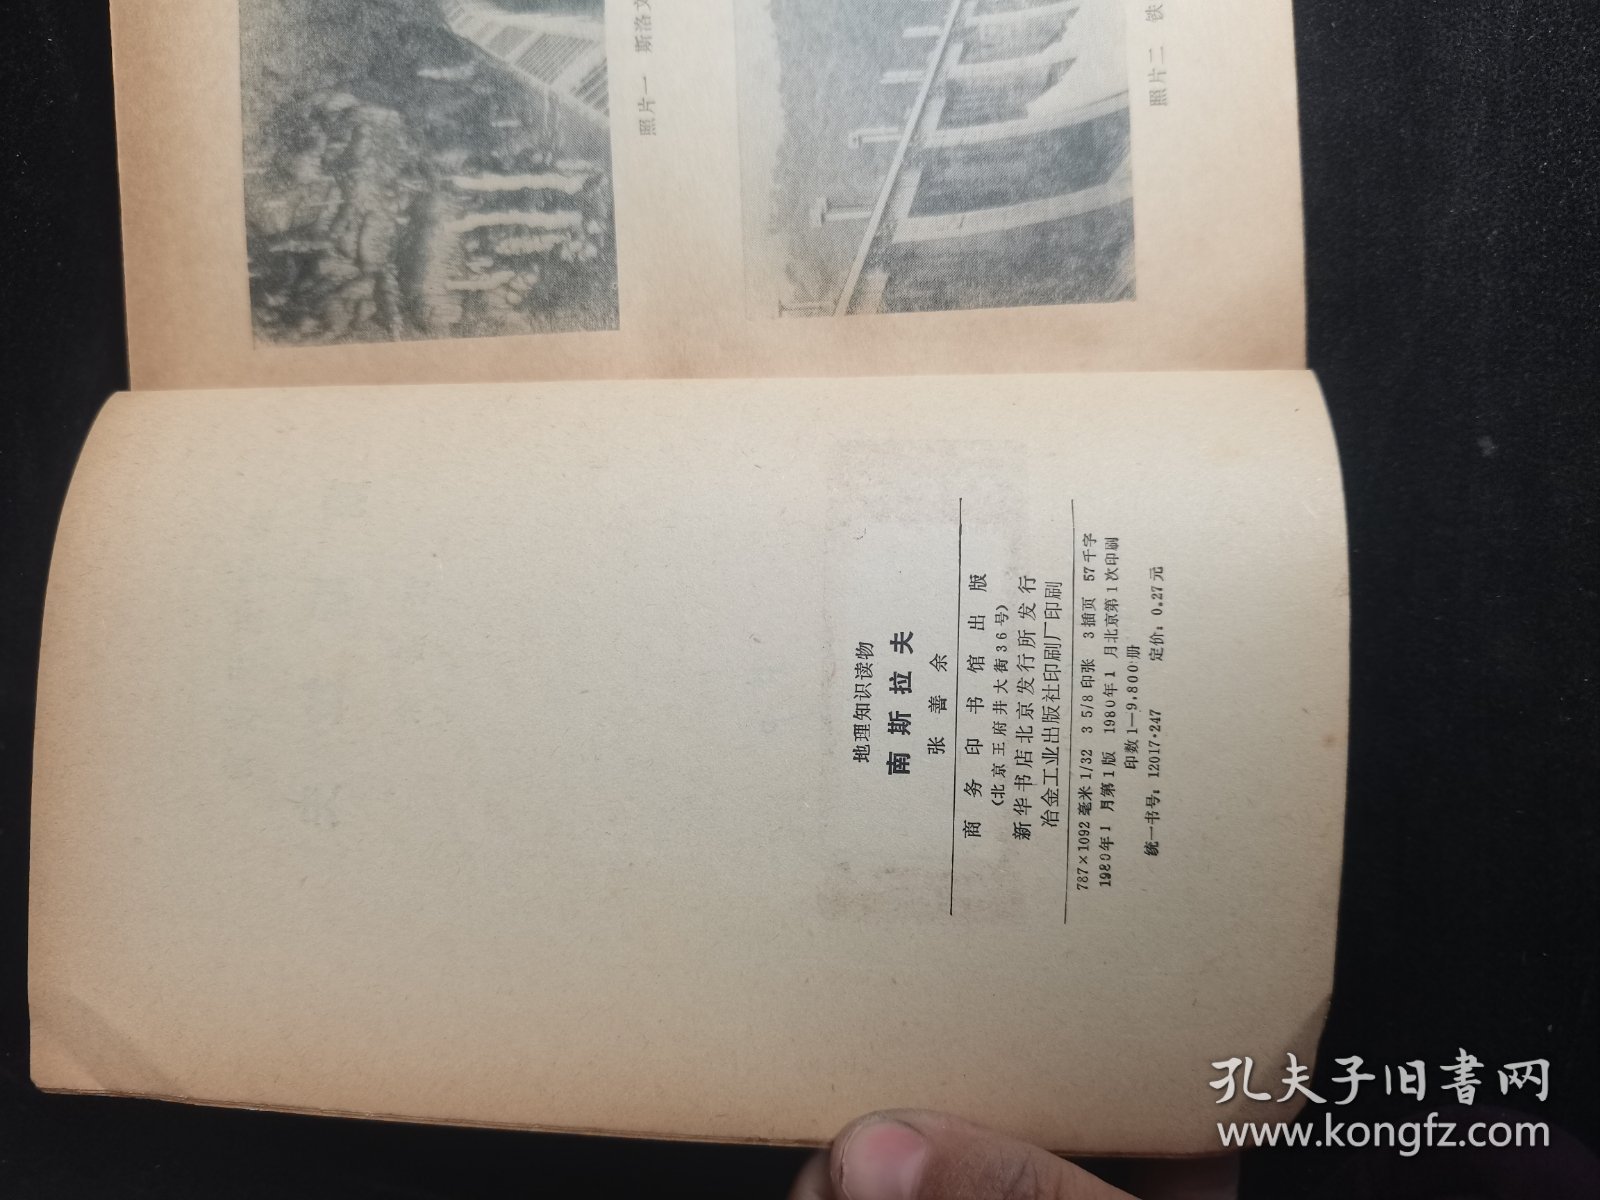 照片一 斯洛文
照片二 铁
地理知识读物
南斯拉夫
张善余
商务印书馆出版
(北京王府井大街36号)
新华书店北京发行所发行
冶金工业出版社印刷厂印刷
787×1092毫米 1/32 3 5/8印张 3插页 57千字
1980年1月第1版 1980年1月北京第1次印刷
印数1—9,800册
统一书号：12017·247 定价：0.27元
孔夫子旧書网
www.kongfz.com